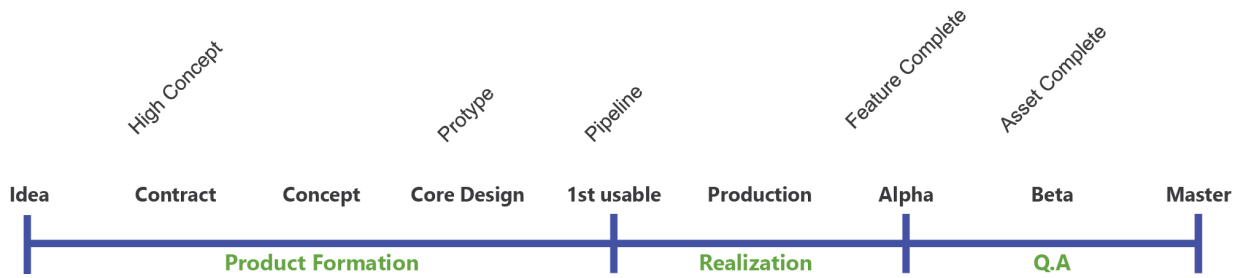 High Concept
Protype
Pipeline
Feature Complete
Asset Complete
Idea Contract Concept Core Design 1st usable Production Alpha Beta Master
Product Formation Realization Q.A